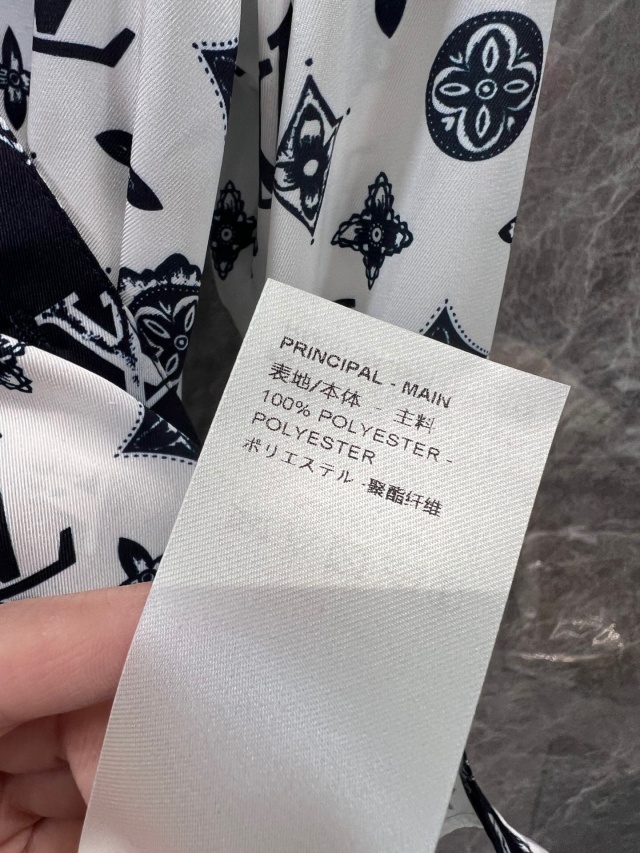 PRINCIPAL - MAIN
表地/本体 - 主料
100% POLYESTER -
POLYESTER
ポリエステル -聚酯纤维